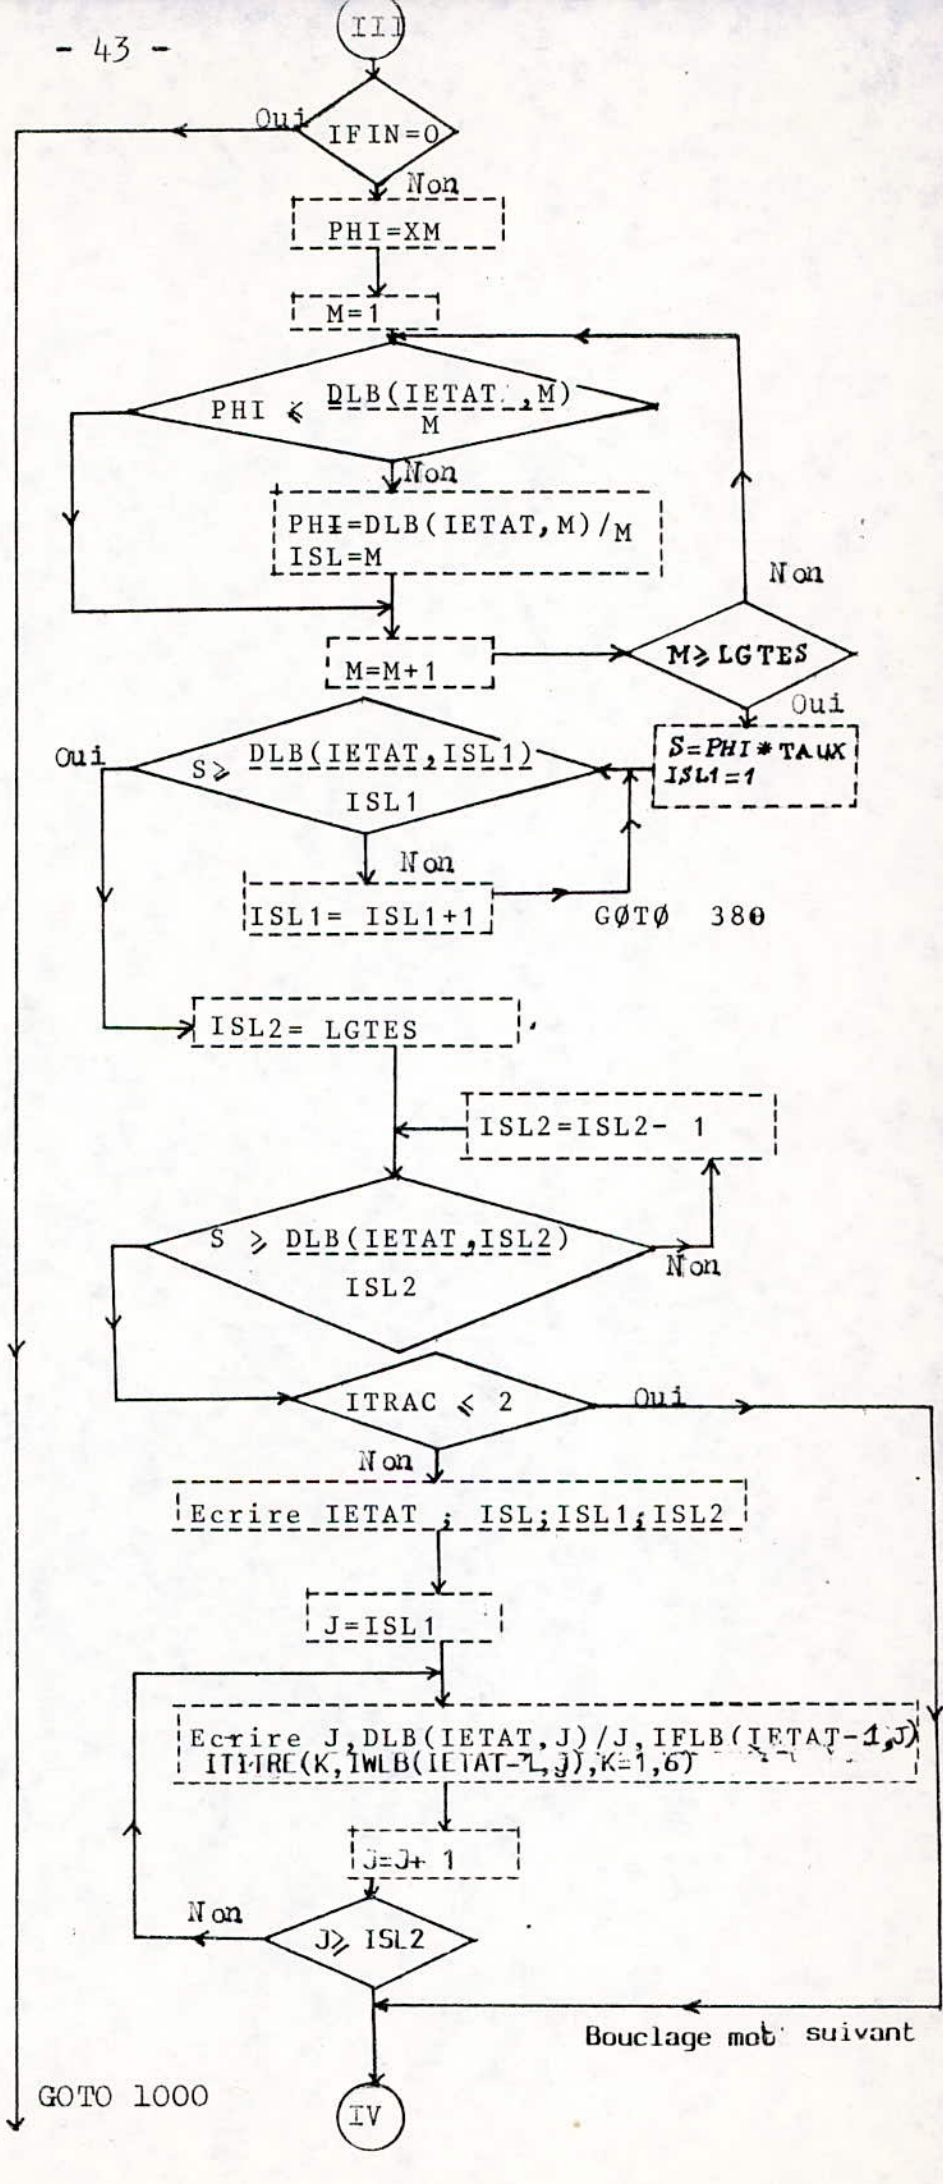 - 43 -
III
Oui
IFIN=0
Non
PHI=XM
M=1
PHI ⩽ DLB(IETAT ,M)
M
Non
PHI=DLB(IETAT,M)/M
ISL=M
Non
M=M+1
M⩾LGTES
Oui
Oui
S⩾ DLB(IETAT,ISL1)
ISL1
S=PHI*TAUX
ISL1=1
Non
ISL1= ISL1+1
GØTØ 380
ISL2= LGTES
ISL2=ISL2- 1
S ⩾ DLB(IETAT,ISL2)
ISL2
Non
ITRAC ⩽ 2
Oui
Non
Ecrire IETAT ; ISL;ISL1;ISL2
J=ISL1
Ecrire J,DLB(IETAT,J)/J,IFLB(IETAT-1,J)
ITITRE(K,IWLB(IETAT-1,J),K=1,6)
J=J+ 1
Non
J⩾ ISL2
Bouclage mot suivant
GOTO 1000
IV